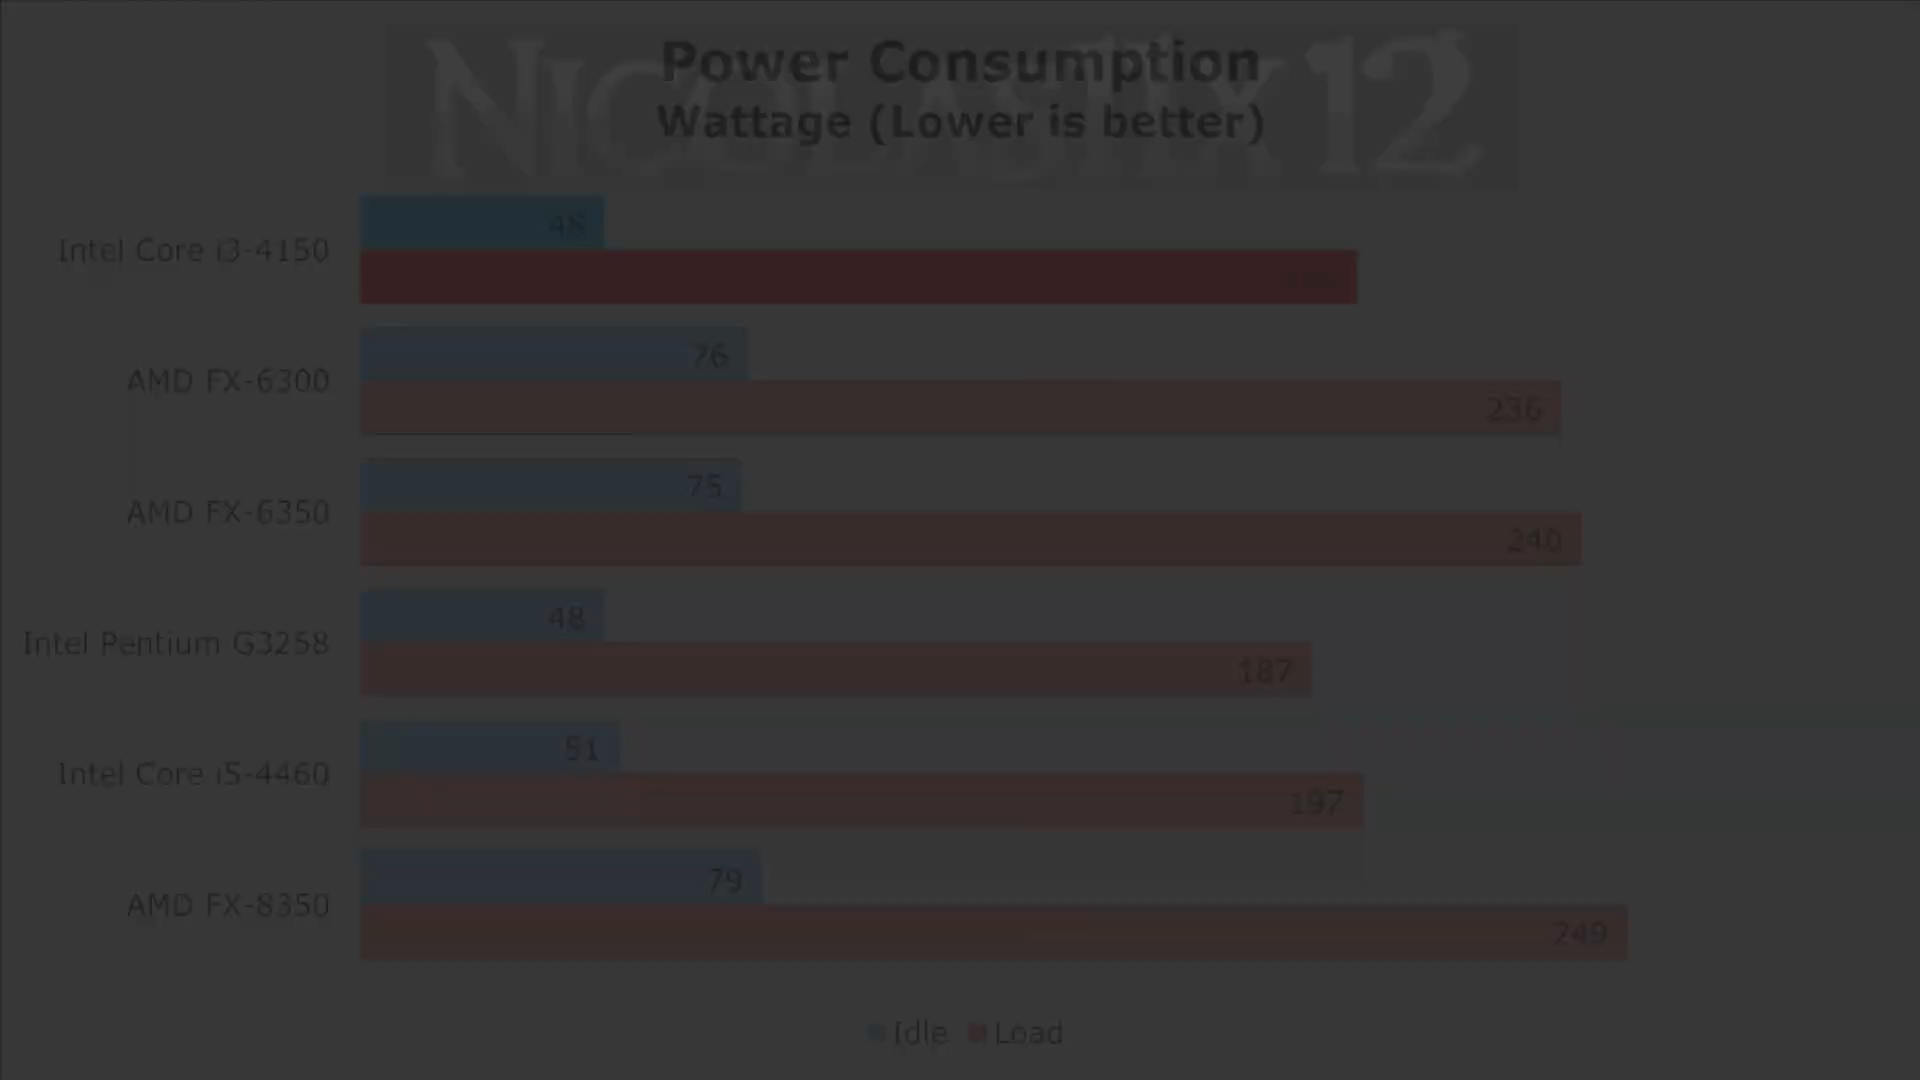 NICOLAS11X12
Power Consumption
Wattage (Lower is better)
Intel Core i3-4150
48
AMD FX-6300
76
236
AMD FX-6350
75
240
Intel Pentium G3258
48
187
Intel Core i5-4460
51
197
AMD FX-8350
79
249
Idle Load